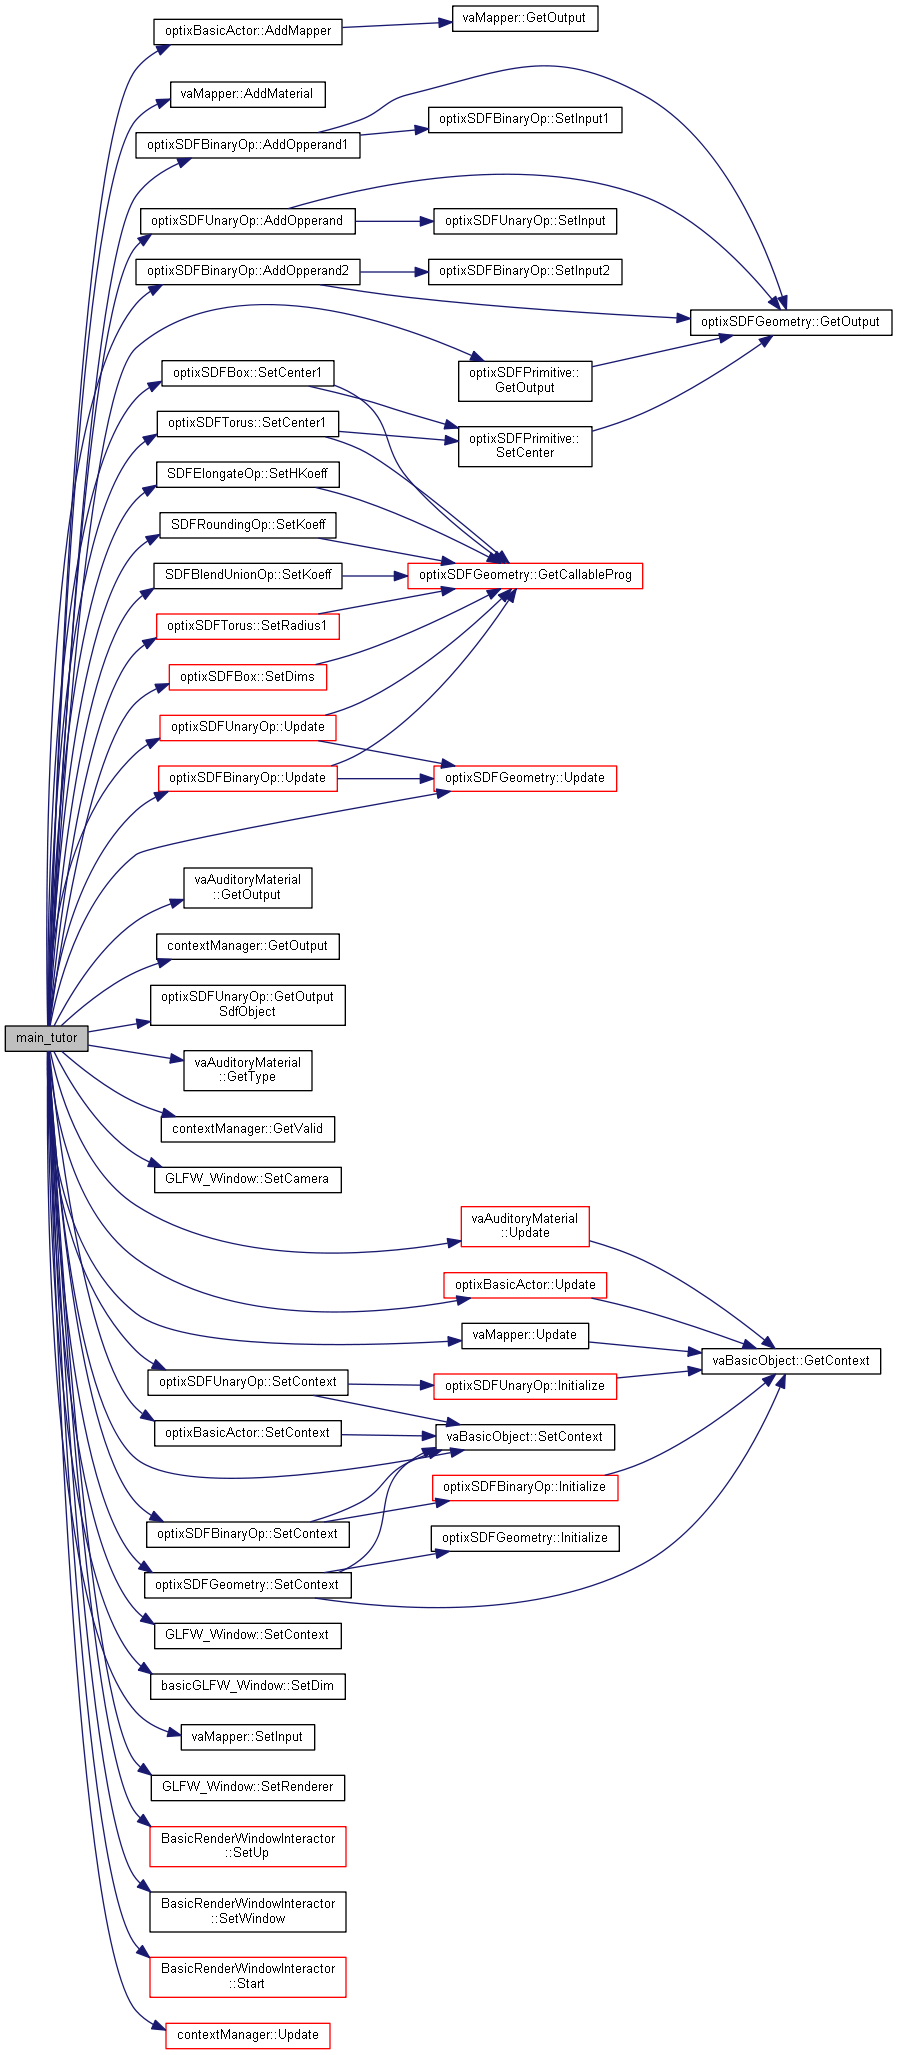 optixBasicActor::AddMapper
vaMapper::GetOutput
vaMapper::AddMaterial
optixSDFBinaryOp::AddOpperand1
optixSDFBinaryOp::SetInput1
optixSDFUnaryOp::AddOpperand
optixSDFUnaryOp::SetInput
optixSDFBinaryOp::AddOpperand2
optixSDFBinaryOp::SetInput2
optixSDFGeometry::GetOutput
optixSDFPrimitive::
GetOutput
optixSDFBox::SetCenter1
optixSDFTorus::SetCenter1
optixSDFPrimitive::
SetCenter
SDFElongateOp::SetHKoeff
SDFRoundingOp::SetKoeff
SDFBlendUnionOp::SetKoeff
optixSDFGeometry::GetCallableProg
optixSDFTorus::SetRadius1
optixSDFBox::SetDims
optixSDFUnaryOp::Update
optixSDFBinaryOp::Update
optixSDFGeometry::Update
vaAuditoryMaterial
::GetOutput
contextManager::GetOutput
optixSDFUnaryOp::GetOutput
SdfObject
main_tutor
vaAuditoryMaterial
::GetType
contextManager::GetValid
GLFW_Window::SetCamera
vaAuditoryMaterial
::Update
optixBasicActor::Update
vaMapper::Update
vaBasicObject::GetContext
optixSDFUnaryOp::SetContext
optixSDFUnaryOp::Initialize
optixBasicActor::SetContext
vaBasicObject::SetContext
optixSDFBinaryOp::Initialize
optixSDFBinaryOp::SetContext
optixSDFGeometry::Initialize
optixSDFGeometry::SetContext
GLFW_Window::SetContext
basicGLFW_Window::SetDim
vaMapper::SetInput
GLFW_Window::SetRenderer
BasicRenderWindowInteractor
::SetUp
BasicRenderWindowInteractor
::SetWindow
BasicRenderWindowInteractor
::Start
contextManager::Update